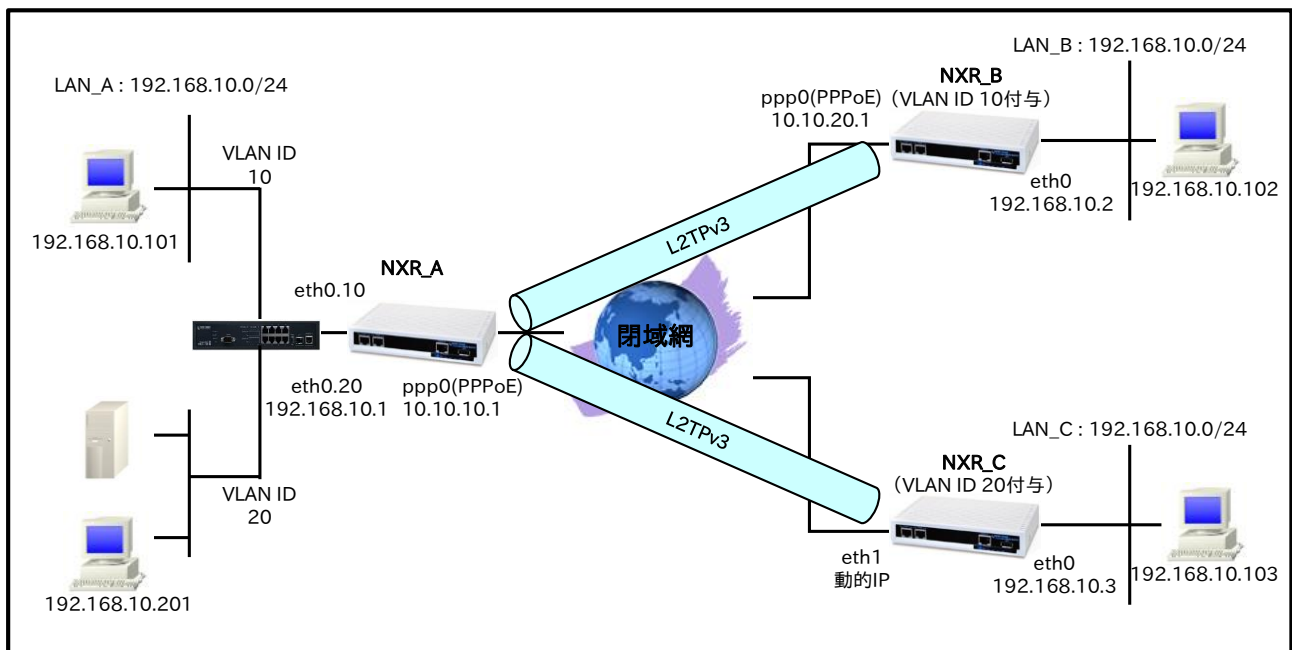 LAN_A : 192.168.10.0/24
VLAN ID
10
192.168.10.101
eth0.10
NXR_A
eth0.20
192.168.10.1
ppp0(PPPoE)
10.10.10.1
VLAN ID
20
192.168.10.201
L2TPv3
L2TPv3
閉域網
LAN_B : 192.168.10.0/24
NXR_B
(VLAN ID 10付与)
ppp0(PPPoE)
10.10.20.1
eth0
192.168.10.2
192.168.10.102
LAN_C : 192.168.10.0/24
NXR_C
(VLAN ID 20付与)
eth1
動的IP
eth0
192.168.10.3
192.168.10.103